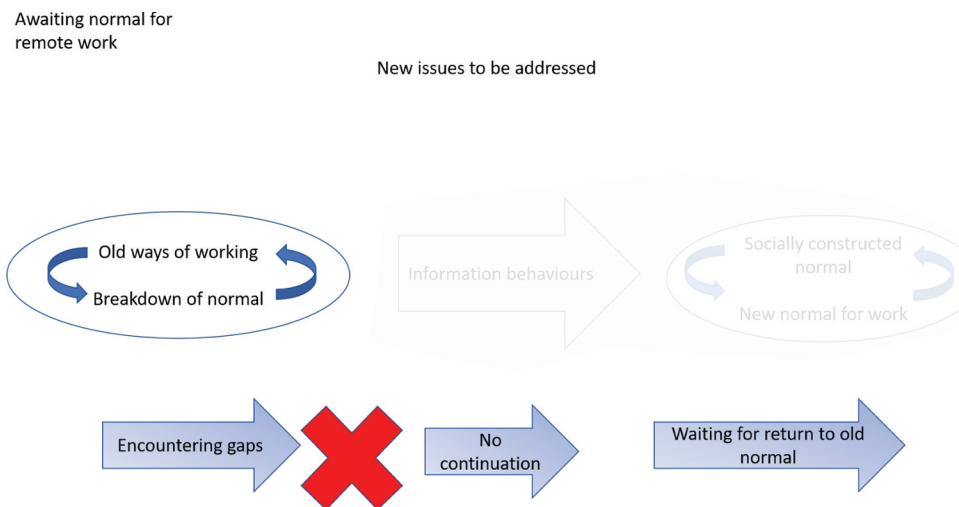 Awaiting normal for
remote work
New issues to be addressed
Old ways of working
Breakdown of normal
Information behaviours
Socially constructed
normal
New normal for work
Encountering gaps
No
continuation
Waiting for return to old
normal